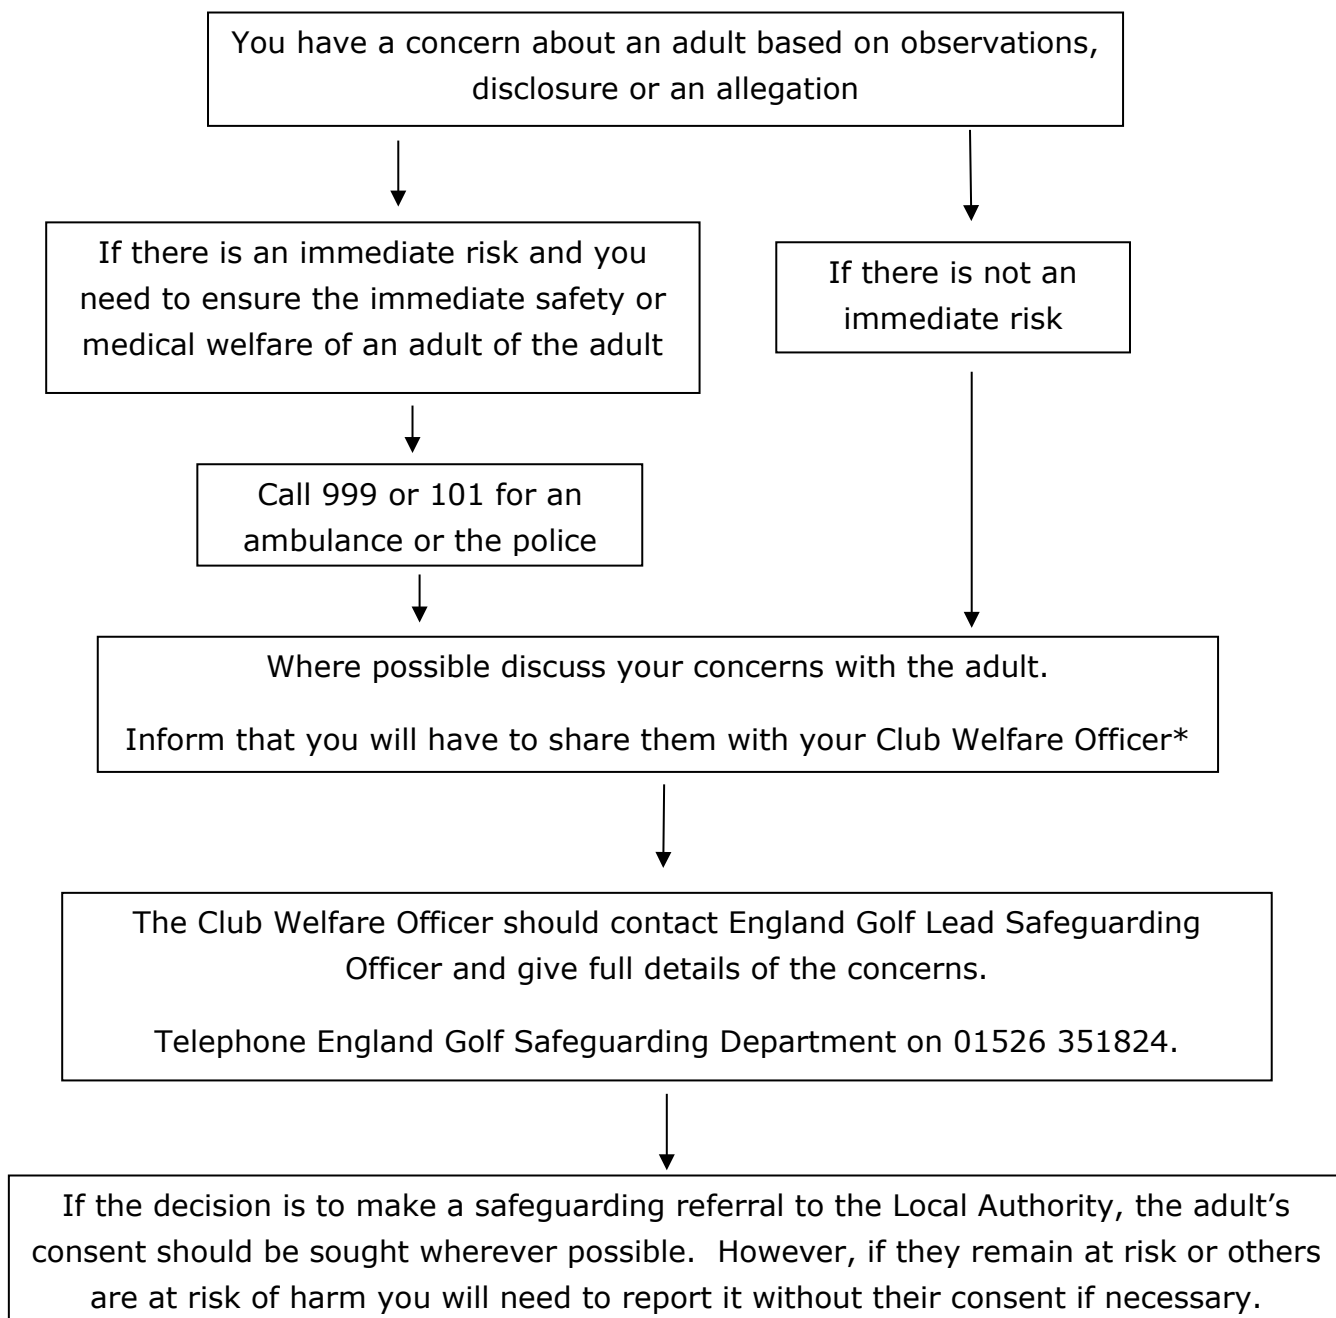 You have a concern about an adult based on observations,
disclosure or an allegation
If there is an immediate risk and you
need to ensure the immediate safety or
medical welfare of an adult of the adult
If there is not an
immediate risk
Call 999 or 101 for an
ambulance or the police
Where possible discuss your concerns with the adult.
Inform that you will have to share them with your Club Welfare Officer*
The Club Welfare Officer should contact England Golf Lead Safeguarding
Officer and give full details of the concerns.
Telephone England Golf Safeguarding Department on 01526 351824.
If the decision is to make a safeguarding referral to the Local Authority, the adult’s
consent should be sought wherever possible.  However, if they remain at risk or others
are at risk of harm you will need to report it without their consent if necessary.